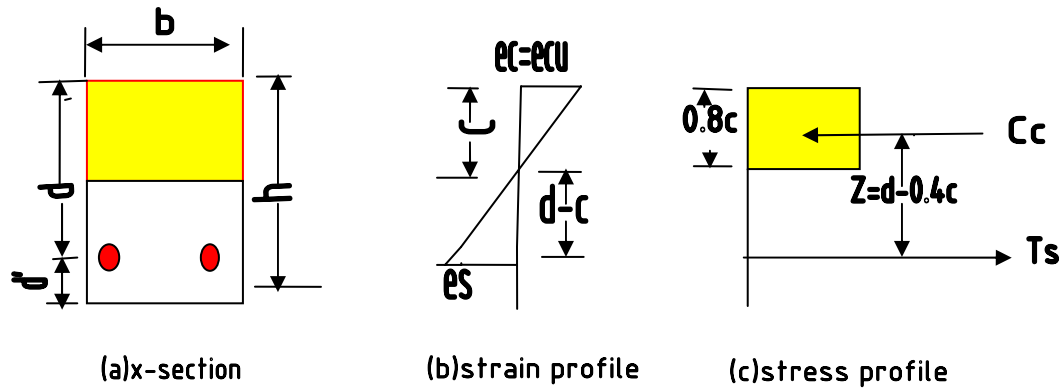 b
d
h
d'
ec=ecu
C
d-c
es
0.8c
Cc
Z=d-0.4c
Ts
(a)x-section
(b)strain profile
(c)stress profile